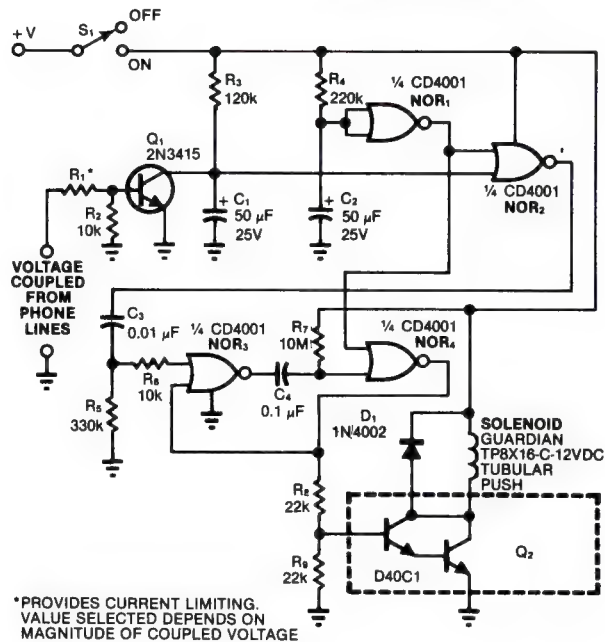 OFF
+V
S₁
ON
R₃
120k
R₄
220k
¼ CD4001
NOR₁
Q₁
2N3415
¼ CD4001
NOR₂
R₁*
R₂
10k
+
C₁
50 µF
25V
+
C₂
50 µF
25V
VOLTAGE
COUPLED
FROM
PHONE
LINES
C₃
0.01 µF
¼ CD4001
NOR₃
R₇
10M
¼ CD4001
NOR₄
R₆
10k
C₄
0.1 µF
R₅
330k
D₁
1N4002
SOLENOID
GUARDIAN
TP8X16-C-12VDC
TUBULAR
PUSH
R₈
22k
Q₂
R₉
22k
D40C1
*PROVIDES CURRENT LIMITING.
VALUE SELECTED DEPENDS ON
MAGNITUDE OF COUPLED VOLTAGE